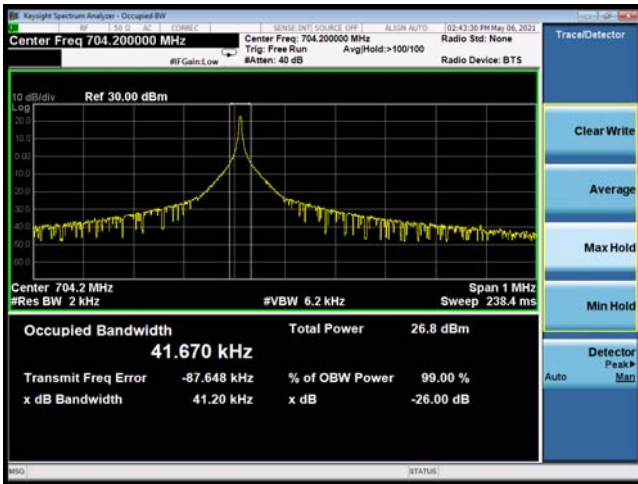 Keysight Spectrum Analyzer - Occupied BW
RF 50 Ω AC CORREC SENSE:INT SOURCE OFF ALIGN AUTO 02:43:30 PM May 06, 2021
Center Freq 704.200000 MHz
Center Freq: 704.200000 MHz
Radio Std: None
Trig: Free Run Avg|Hold:>100/100
#IFGain:Low
#Atten: 40 dB
Radio Device: BTS
Trace/Detector
10 dB/div Ref 30.00 dBm
Log
20.0
10.0
0.00
-10.0
-20.0
-30.0
-40.0
-50.0
-60.0
Center 704.2 MHz Span 1 MHz
#Res BW 2 kHz #VBW 6.2 kHz Sweep 238.4 ms
Clear Write
Average
Max Hold
Min Hold
Detector
Peak▶
Auto Man
Occupied Bandwidth Total Power 26.8 dBm
41.670 kHz
Transmit Freq Error -87.648 kHz % of OBW Power 99.00 %
x dB Bandwidth 41.20 kHz x dB -26.00 dB
MSG STATUS